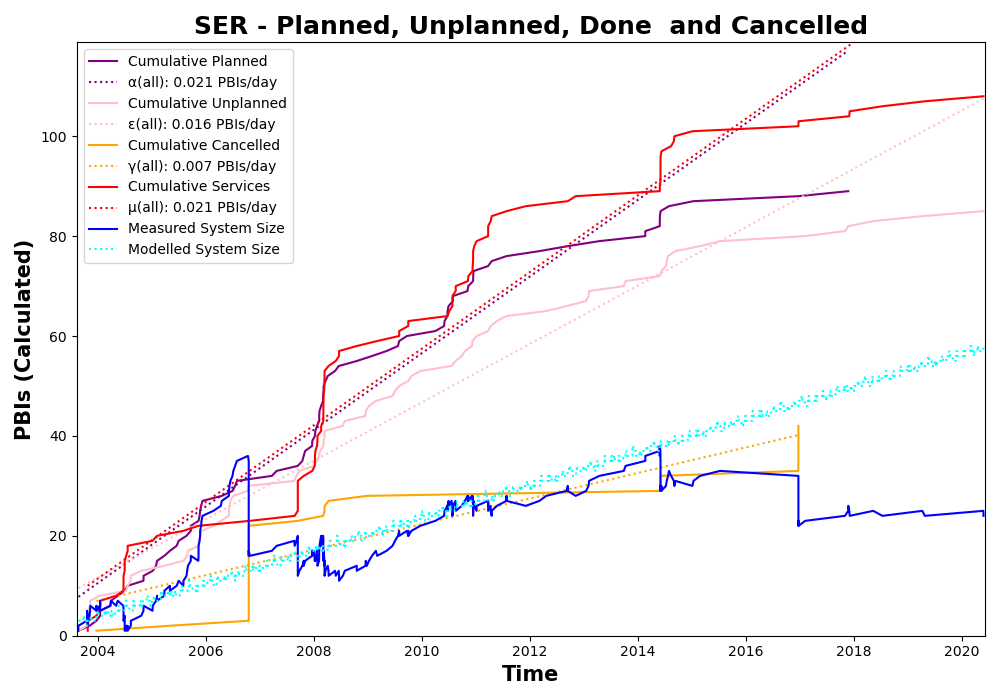 SER - Planned, Unplanned, Done  and Cancelled
Cumulative Planned
α(all): 0.021 PBIs/day
Cumulative Unplanned
ε(all): 0.016 PBIs/day
Cumulative Cancelled
γ(all): 0.007 PBIs/day
Cumulative Services
μ(all): 0.021 PBIs/day
Measured System Size
Modelled System Size
PBIs (Calculated)
100
80
60
40
20
0
2004 2006 2008 2010 2012 2014 2016 2018 2020
Time